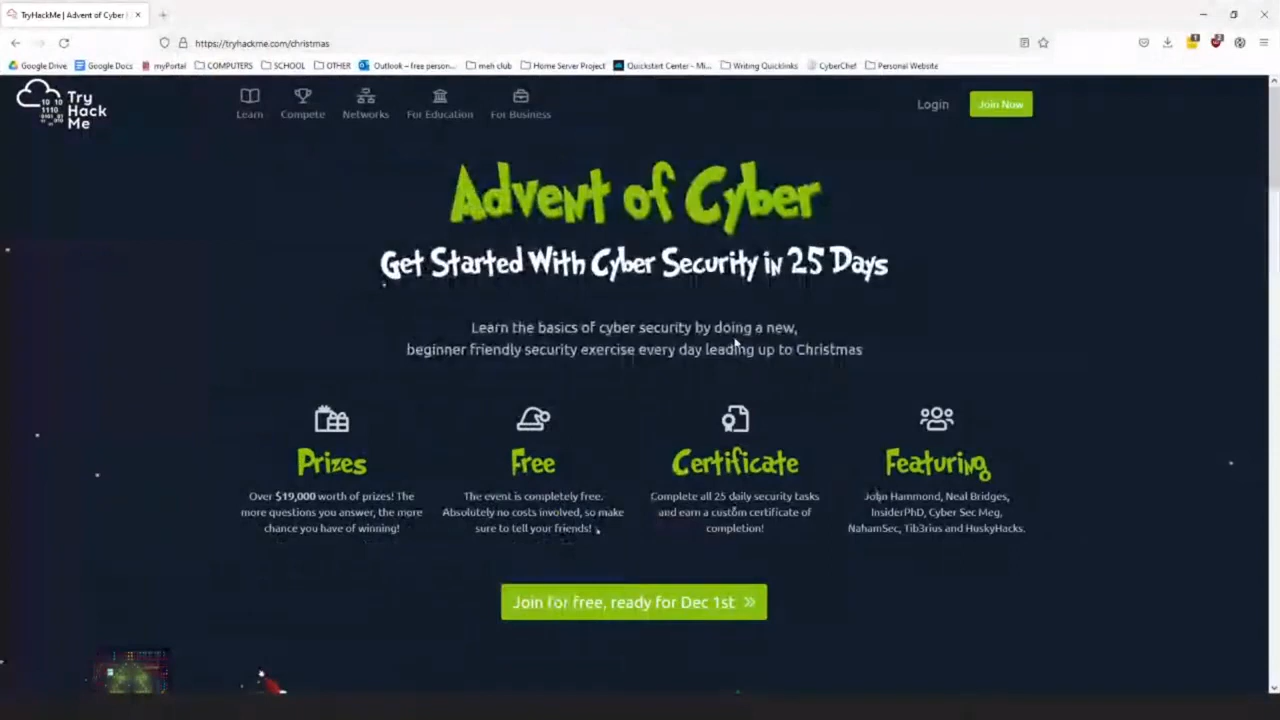 TryHackMe | Advent of Cyber
https://tryhackme.com/christmas
Google Drive Google Docs myPortal COMPUTERS SCHOOL OTHER Outlook – free person... meh club Home Server Project Quickstart Center - Mi... Writing Quicklinks CyberChef Personal Website
Try
Hack
Me
Learn Compete Networks For Education For Business
Login Join Now
Advent of Cyber
Get Started With Cyber Security in 25 Days
Learn the basics of cyber security by doing a new,
beginner friendly security exercise every day leading up to Christmas
Prizes Free Certificate Featuring
Over $19,000 worth of prizes! The
more questions you answer, the more
chance you have of winning!
The event is completely free.
Absolutely no costs involved, so make
sure to tell your friends!
Complete all 25 daily security tasks
and earn a custom certificate of
completion!
John Hammond, Neal Bridges,
InsiderPhD, Cyber Sec Meg,
NahamSec, Tib3rius and HuskyHacks.
Join for free, ready for Dec 1st